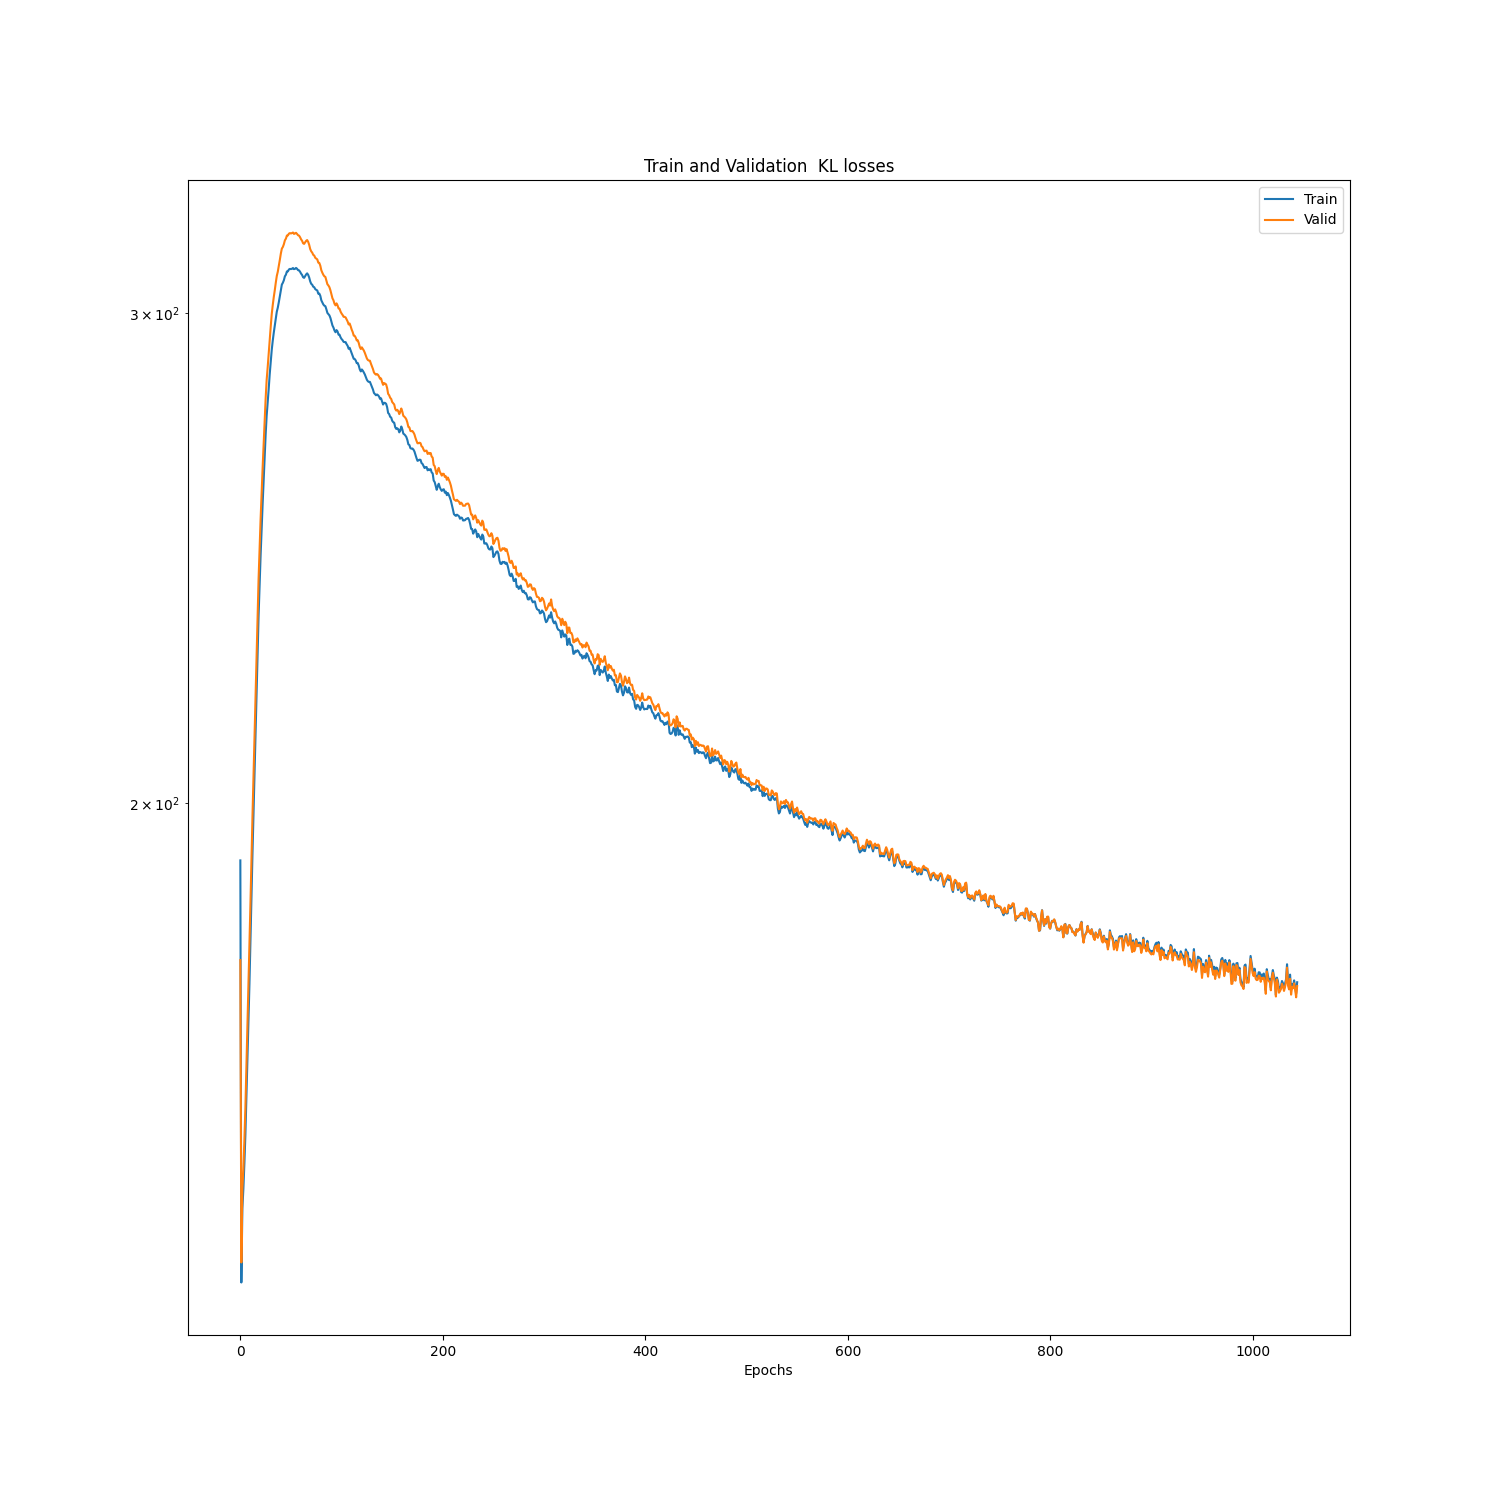 Train and Validation  KL losses
Train
Valid
3 × 10²
2 × 10²
0 200 400 600 800 1000
Epochs